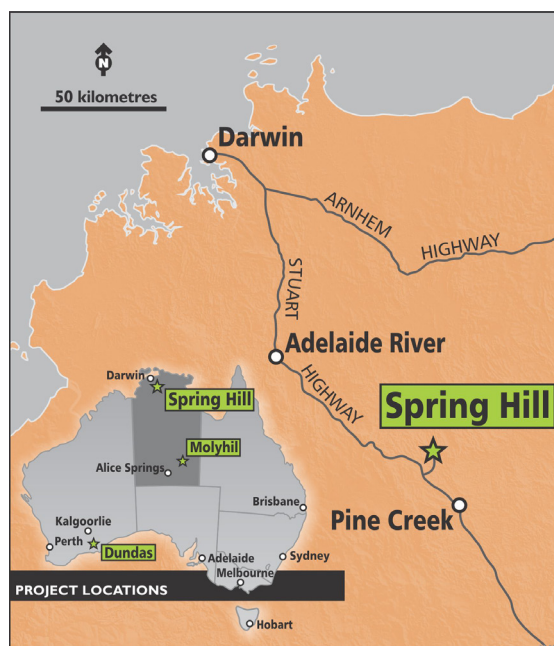 N
50 kilometres
Darwin
ARNHEM
HIGHWAY
STUART
Adelaide River
HIGHWAY
Spring Hill
Pine Creek
Darwin
Spring Hill
Molyhil
Alice Springs
Brisbane
Kalgoorlie
Perth
Dundas
Adelaide
Sydney
Melbourne
PROJECT LOCATIONS
Hobart